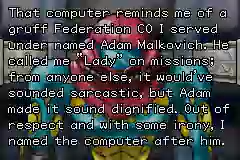 That computer reminds me of a
gruff Federation CO I served
under named Adam Malkovich. He
called me "Lady" on missions;
from anyone else, it would've
sounded sarcastic, but Adam
made it sound dignified. Out of
respect and with some irony, I
named the computer after him.